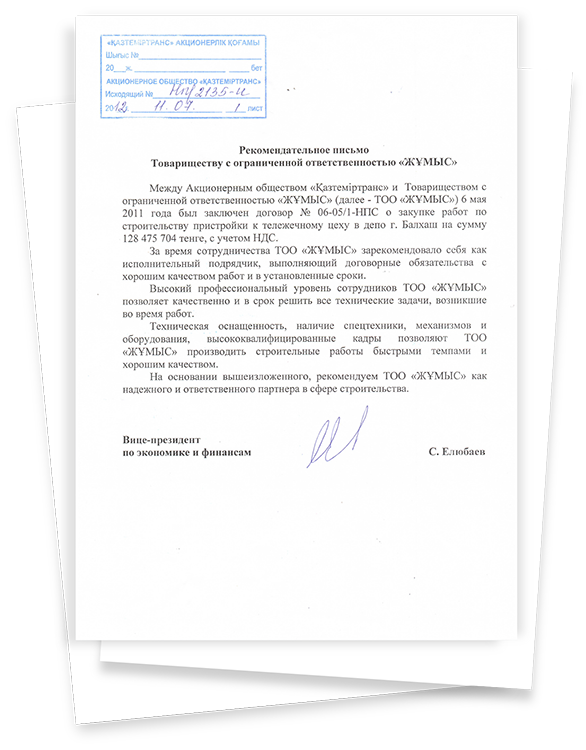 «ҚАЗТЕМІРТРАНС» АКЦИОНЕРЛІК ҚОҒАМЫ
Шығыс №
20 ж. бет
АКЦИОНЕРНОЕ ОБЩЕСТВО «ҚАЗТЕМІРТРАНС»
Исходящий № 2135-и
2012г. 11.07. 1 лист
Рекомендательное письмо
Товариществу с ограниченной ответственностью «ЖҰМЫС»
Между Акционерным обществом «Қазтеміртранс» и Товариществом с
ограниченной ответственностью «ЖҰМЫС» (далее - ТОО «ЖҰМЫС») 6 мая
2011 года был заключен договор № 06-05/1-НПС о закупке работ по
строительству пристройки к тележечному цеху в депо г. Балхаш на сумму
128 475 704 тенге, с учетом НДС.
За время сотрудничества ТОО «ЖҰМЫС» зарекомендовало себя как
исполнительный подрядчик, выполняющий договорные обязательства с
хорошим качеством работ и в установленные сроки.
Высокий профессиональный уровень сотрудников ТОО «ЖҰМЫС»
позволяет качественно и в срок решить все технические задачи, возникшие
во время работ.
Техническая оснащенность, наличие спецтехники, механизмов и
оборудования, высококвалифицированные кадры позволяют ТОО
«ЖҰМЫС» производить строительные работы быстрыми темпами и
хорошим качеством.
На основании вышеизложенного, рекомендуем ТОО «ЖҰМЫС» как
надежного и ответственного партнера в сфере строительства.
Вице-президент
по экономике и финансам С. Елюбаев